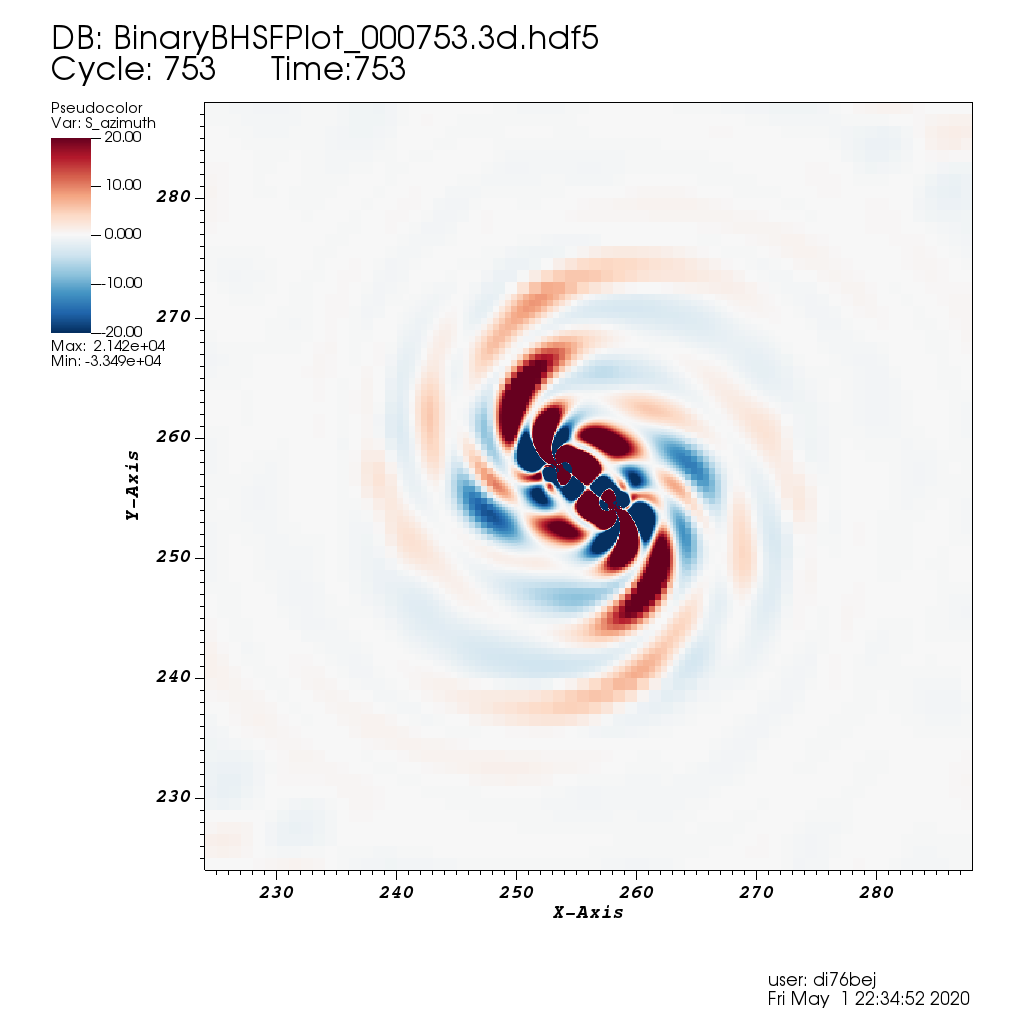 DB: BinaryBHSFPlot_000753.3d.hdf5
Cycle: 753 Time:753
Pseudocolor
Var: S_azimuth
20.00
10.00
0.000
-10.00
-20.00
Max: 2.142e+04
Min: -3.349e+04
280
270
260
250
240
230
Y-Axis
230 240 250 260 270 280
X-Axis
user: di76bej
Fri May 1 22:34:52 2020